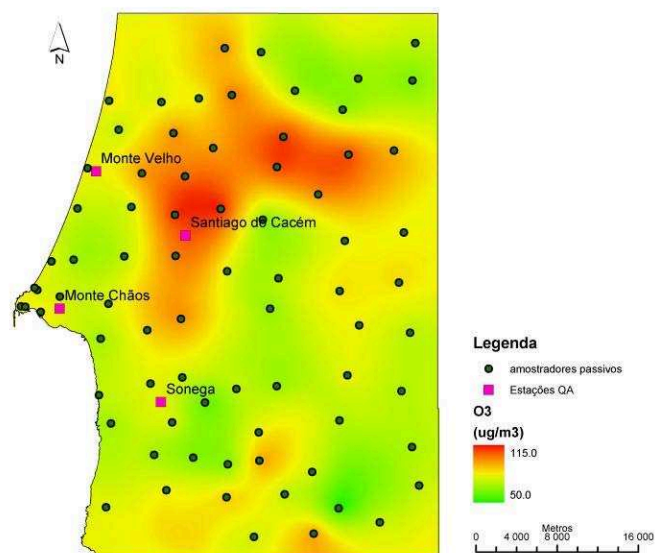 N
Monte Velho
Santiago do Cacém
Monte Chãos
Sonega
Legenda
amostradores passivos
Estações QA
O3
(ug/m3)
115.0
50.0
Metros
0 4 000 8 000 16 000